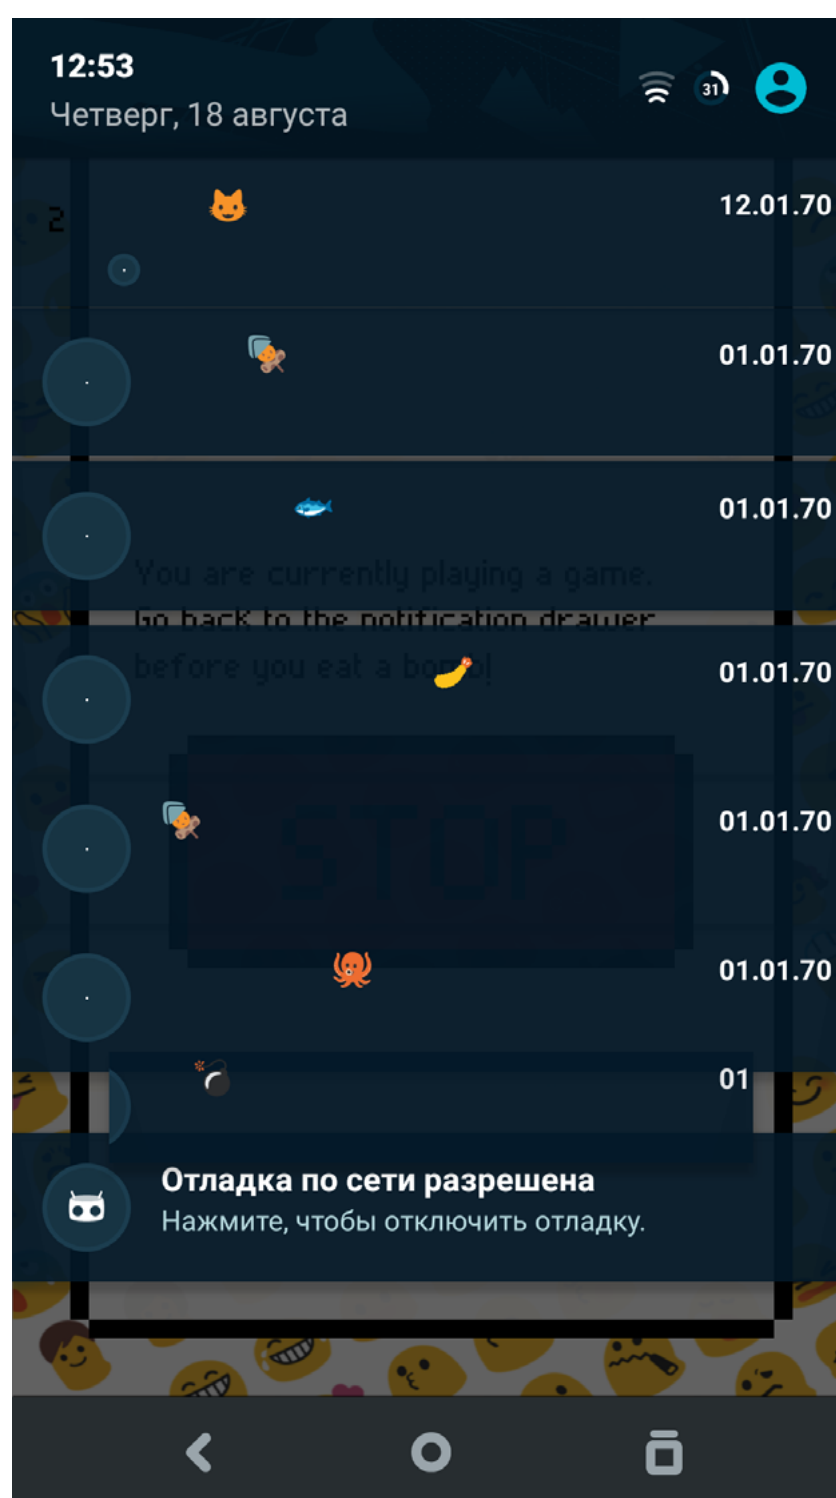 12:53
31
Четверг, 18 августа
2
12.01.70
01.01.70
01.01.70
You are currently playing a game.
Go back to the notification drawer
before you eat a bomb!
01.01.70
STOP
01.01.70
01.01.70
01
Отладка по сети разрешена
Нажмите, чтобы отключить отладку.